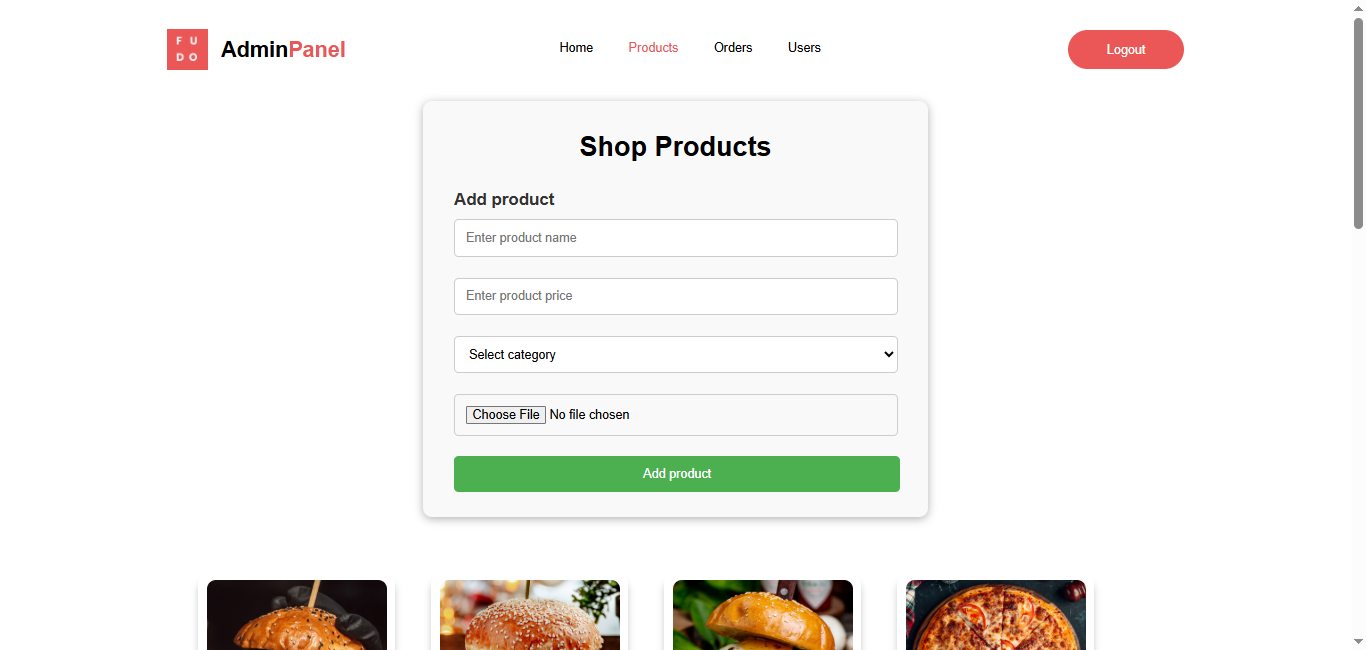 F U
D O
AdminPanel
Home Products Orders Users
Logout
Shop Products
Add product
Enter product name
Enter product price
Select category
Choose File No file chosen
Add product